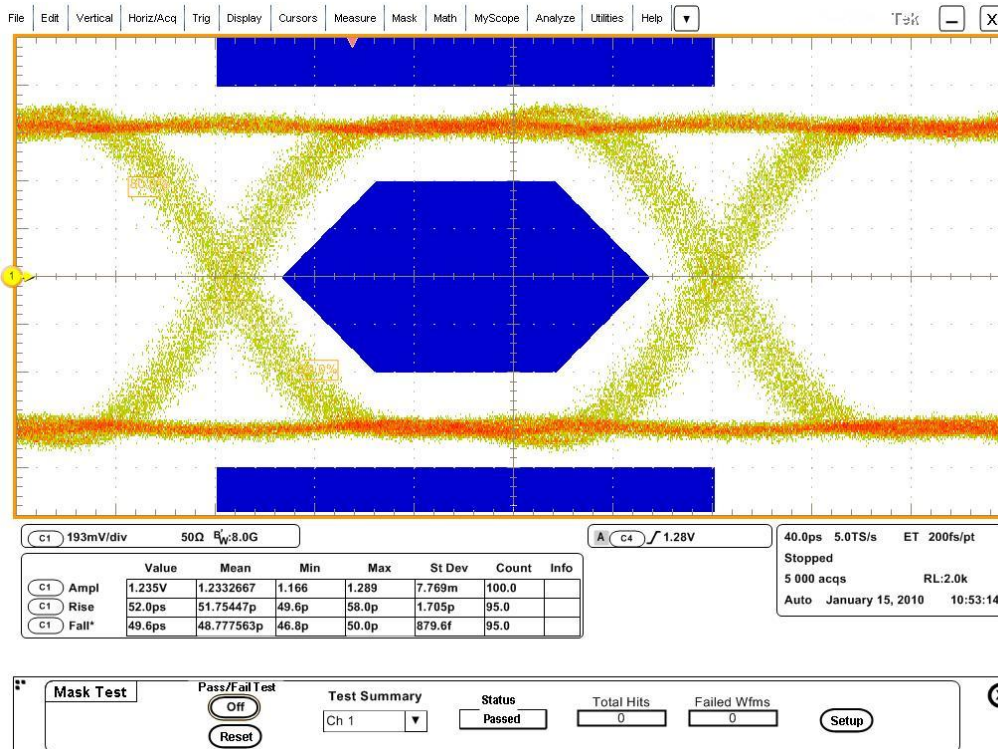 File Edit Vertical Horiz/Acq Trig Display Cursors Measure Mask Math MyScope Analyze Utilities Help Tek X
1
C1 193mV/div 50Ω BW:8.0G
A C4 1.28V
40.0ps 5.0TS/s ET 200fs/pt
Stopped
5 000 acqs RL:2.0k
Auto January 15, 2010 10:53:14
Value Mean Min Max St Dev Count Info
C1 Ampl 1.235V 1.2332667 1.166 1.289 7.769m 100.0
C1 Rise 52.0ps 51.75447p 49.6p 58.0p 1.705p 95.0
C1 Fall* 49.6ps 48.777563p 46.8p 50.0p 879.6f 95.0
Mask Test
Pass/Fail Test
Off
Reset
Test Summary
Ch 1
Status
Passed
Total Hits
0
Failed Wfms
0
Setup